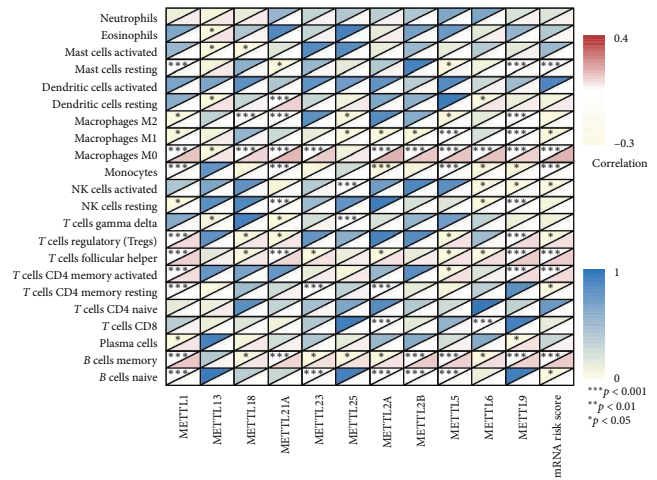 Neutrophils
Eosinophils
Mast cells activated
Mast cells resting
Dendritic cells activated
Dendritic cells resting
Macrophages M2
Macrophages M1
Macrophages M0
Monocytes
NK cells activated
NK cells resting
T cells gamma delta
T cells regulatory (Tregs)
T cells follicular helper
T cells CD4 memory activated
T cells CD4 memory resting
T cells CD4 naive
T cells CD8
Plasma cells
B cells memory
B cells naive
METTL1
METTL13
METTL18
METTL21A
METTL23
METTL25
METTL2A
METTL2B
METTL5
METTL6
METTL9
mRNA risk score
0.4
−0.3
Correlation
1
0
***p < 0.001
**p < 0.01
*p < 0.05